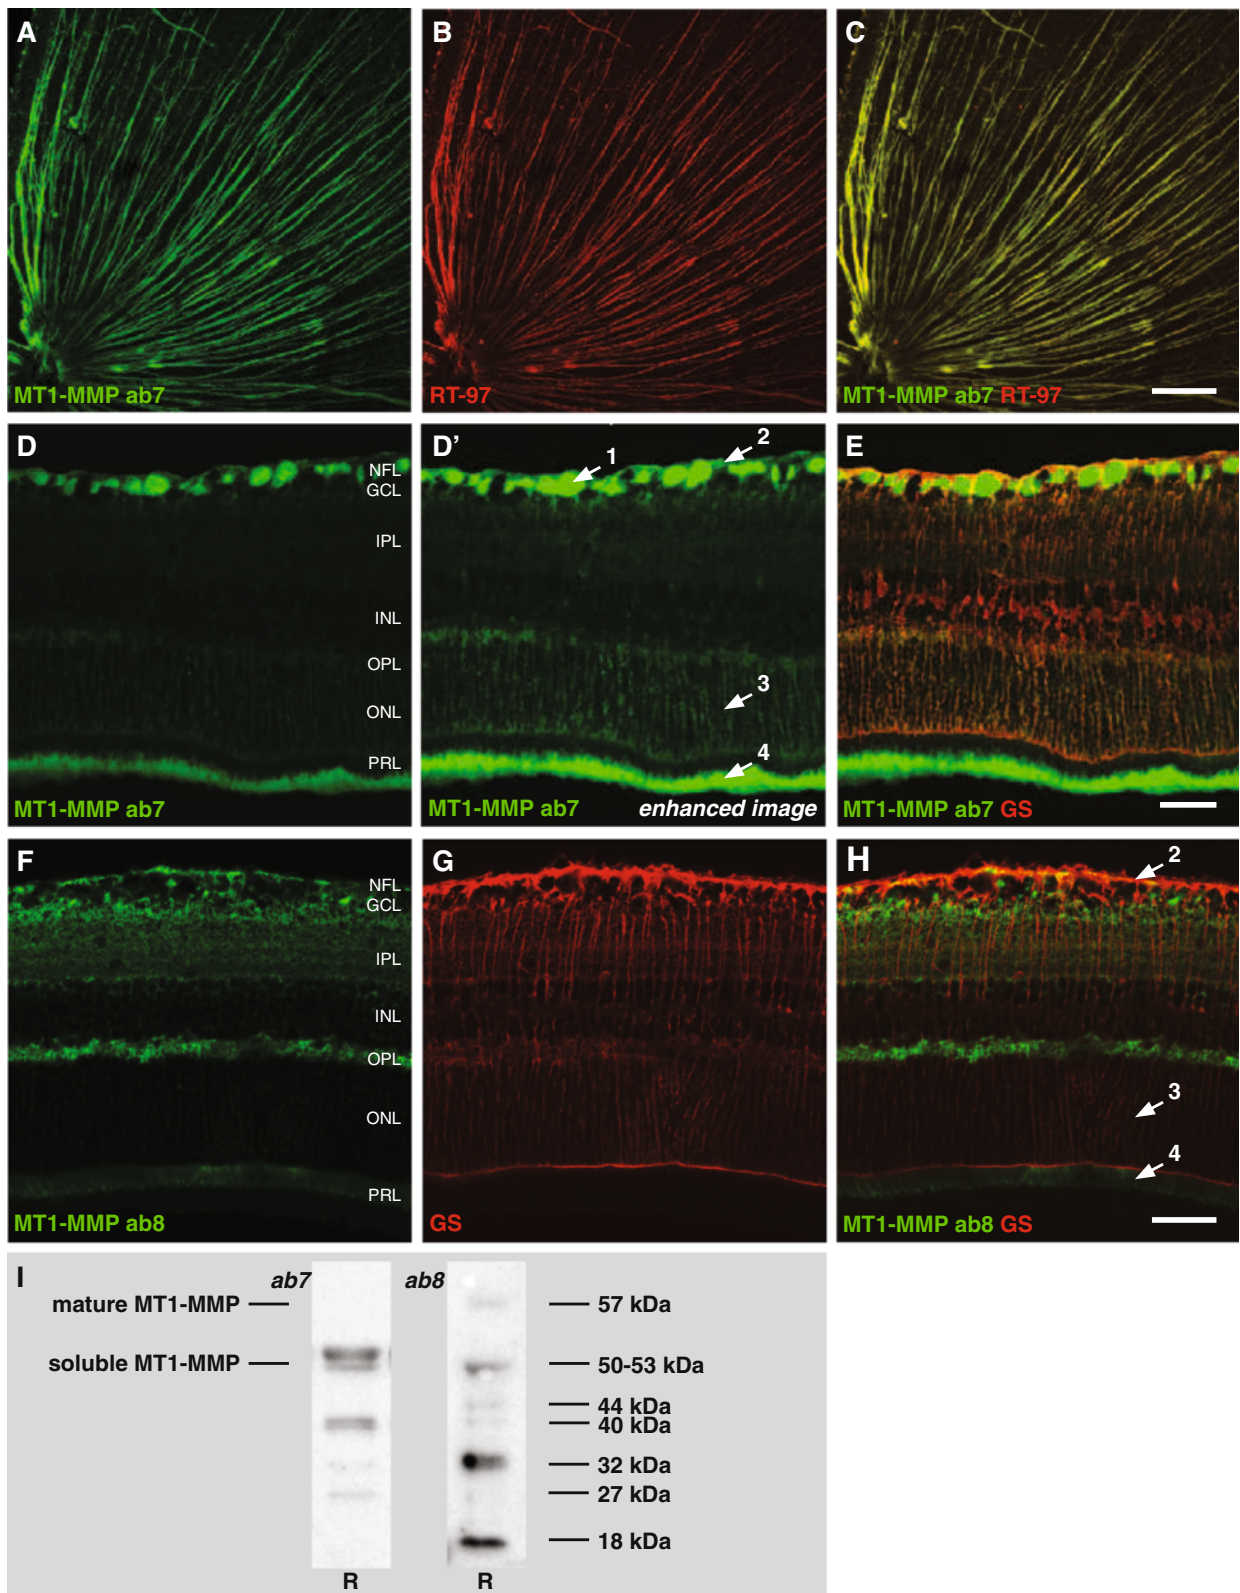 A
MT1-MMP ab7
B
RT-97
C
MT1-MMP ab7 RT-97
D
NFL
GCL
IPL
INL
OPL
ONL
PRL
MT1-MMP ab7
D'
1
2
3
4
MT1-MMP ab7
enhanced image
E
MT1-MMP ab7 GS
F
NFL
GCL
IPL
INL
OPL
ONL
PRL
MT1-MMP ab8
G
GS
H
2
3
4
MT1-MMP ab8 GS
I
ab7
ab8
mature MT1-MMP
57 kDa
soluble MT1-MMP
50-53 kDa
44 kDa
40 kDa
32 kDa
27 kDa
18 kDa
R
R